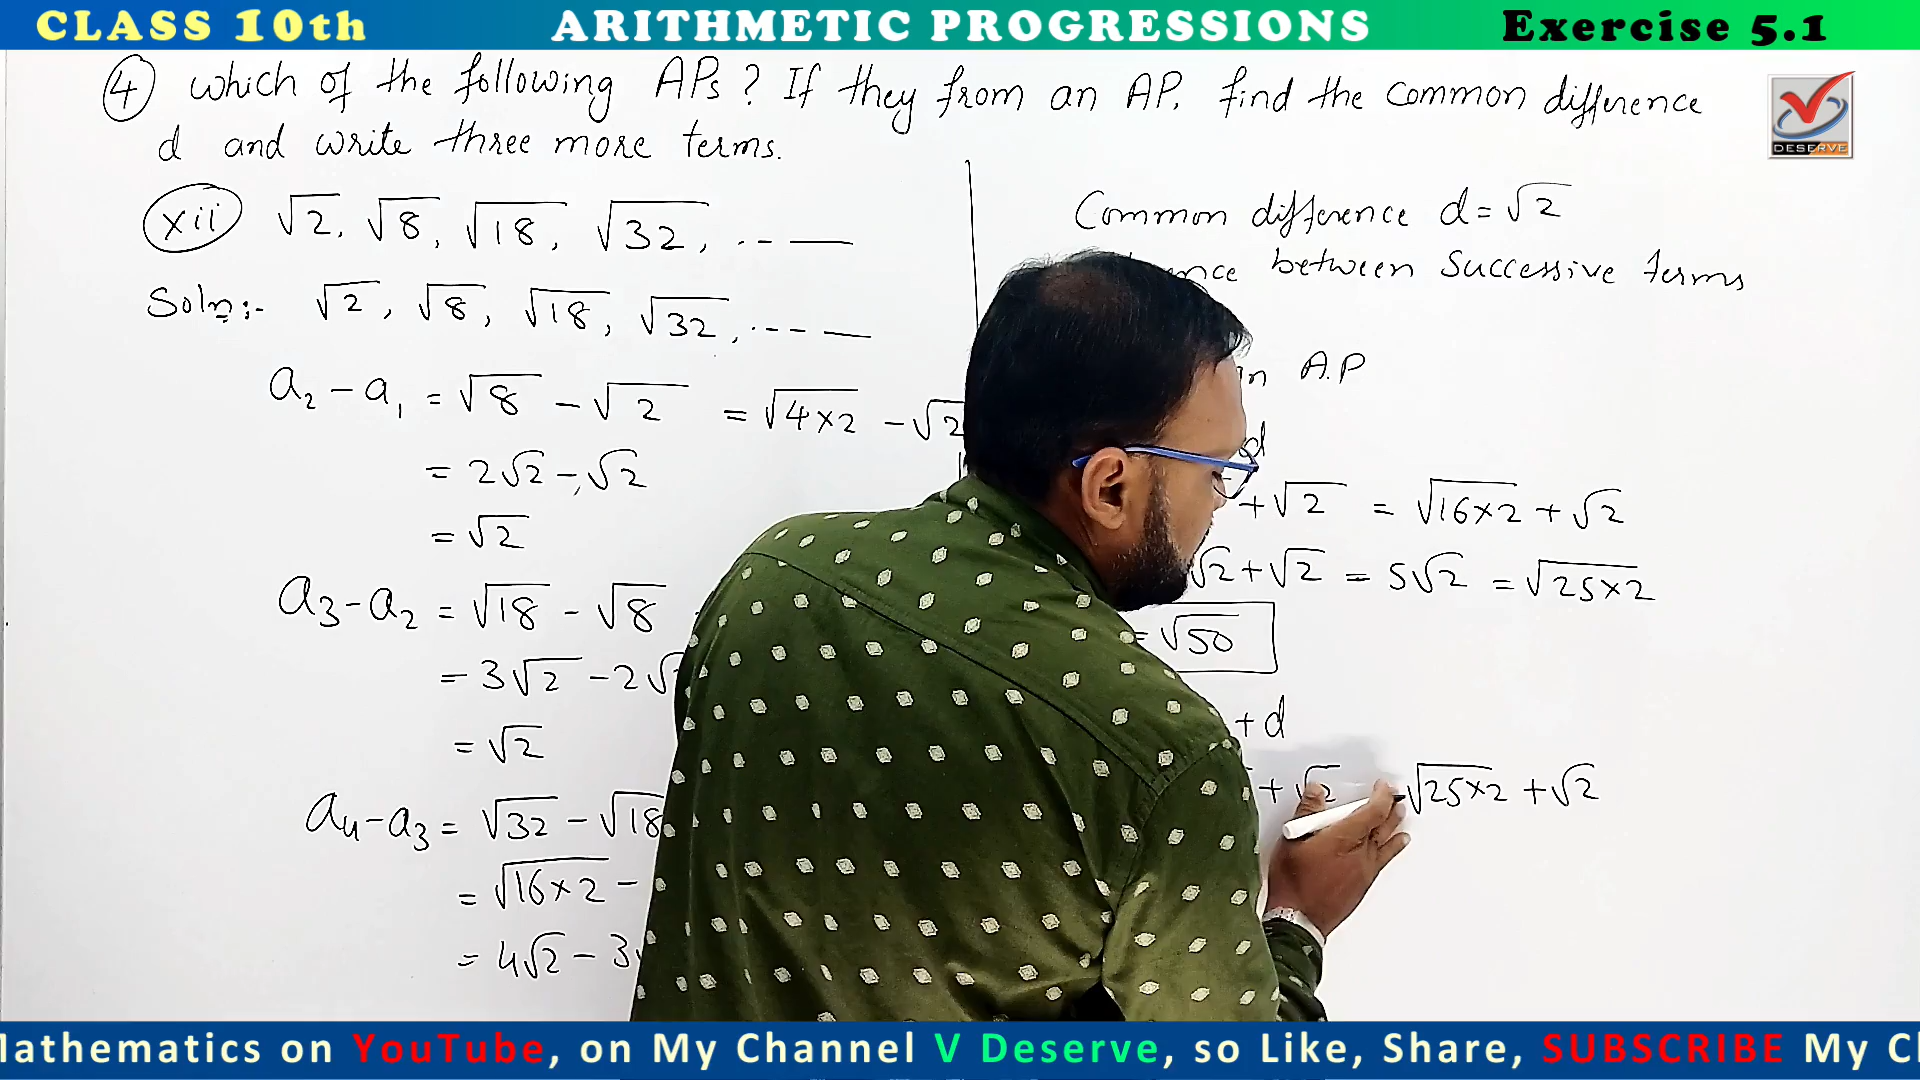 CLASS 10th ARITHMETIC PROGRESSIONS Exercise 5.1
④ which of the following APs ? If they from an AP. find the common difference
d and write three more terms.
DESERVE
xii √2, √8, √18, √32, ------
Soln:- √2, √8, √18, √32, ------
a₂ - a₁ = √8 - √2 = √4×2 - √2
= 2√2 - √2
= √2
a₃ - a₂ = √18 - √8
= 3√2 - 2√
= √2
a₄ - a₃ = √32 - √18
= √16×2 -
= 4√2 - 3
Common difference d = √2
between Successive terms
in A.P
d
+ √2 = √16×2 + √2
√2 + √2 = 5√2 = √25×2
= √50
+ d
+ √2 √25×2 + √2
Mathematics on YouTube, on My Channel V Deserve, so Like, Share, SUBSCRIBE My